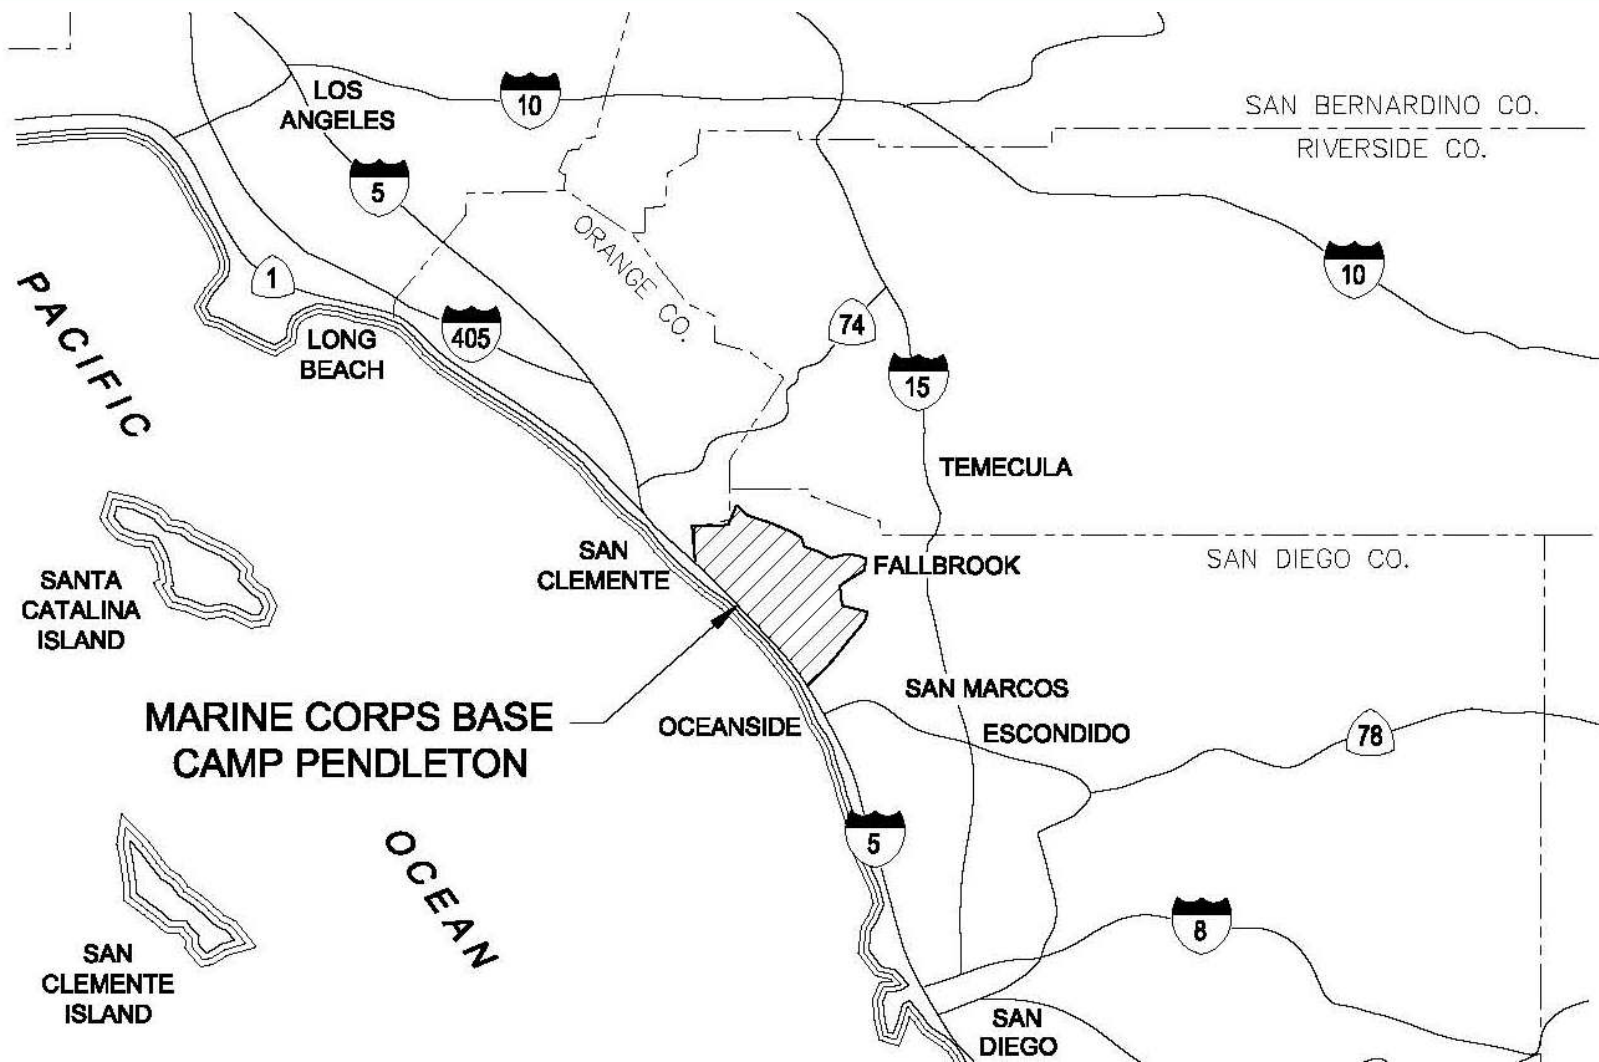 LOS
ANGELES
10
SAN BERNARDINO CO.
RIVERSIDE CO.
5
ORANGE CO.
10
1
PACIFIC
405
LONG
BEACH
74
15
TEMECULA
SAN
CLEMENTE
FALLBROOK
SAN DIEGO CO.
SANTA
CATALINA
ISLAND
MARINE CORPS BASE
CAMP PENDLETON
OCEANSIDE
SAN MARCOS
ESCONDIDO
78
5
OCEAN
8
SAN
CLEMENTE
ISLAND
SAN
DIEGO